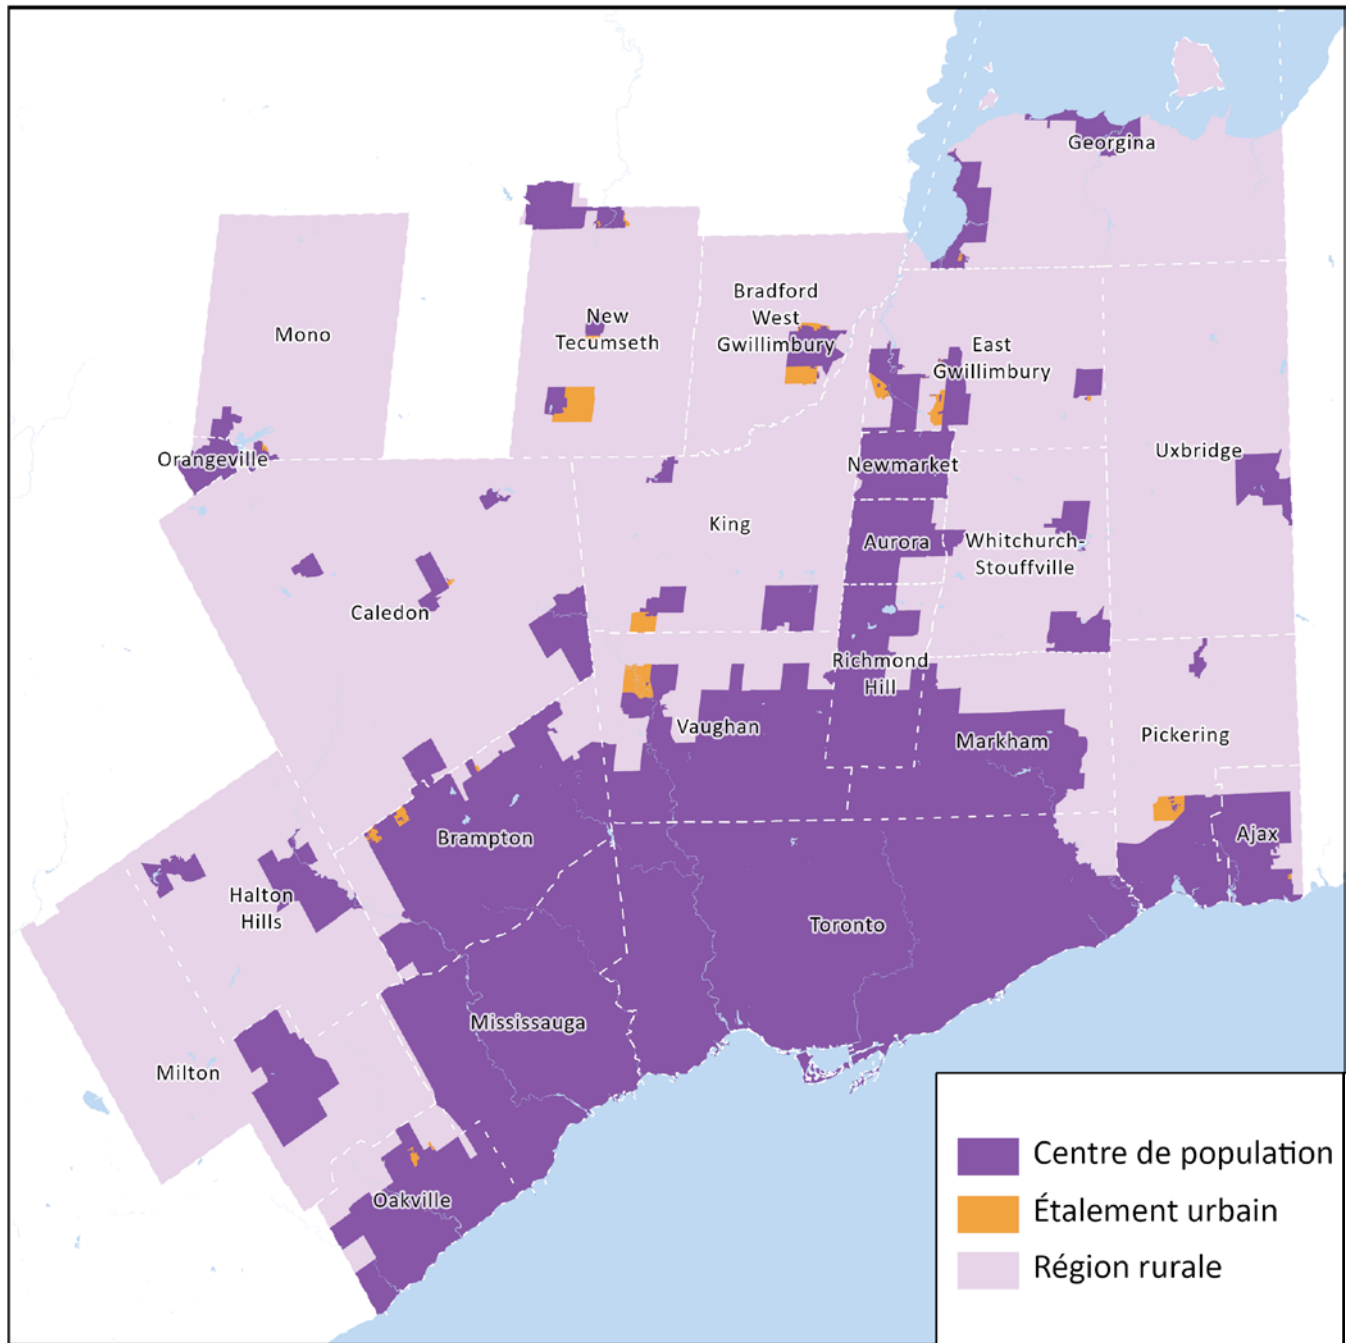 Georgina
Mono
New
Tecumseth
Bradford
West
Gwillimbury
East
Gwillimbury
Orangeville
Newmarket
Uxbridge
King
Aurora
Whitchurch-
Stouffville
Caledon
Richmond
Hill
Vaughan
Markham
Pickering
Brampton
Ajax
Halton
Hills
Toronto
Mississauga
Milton
Oakville
Centre de population
Étalement urbain
Région rurale